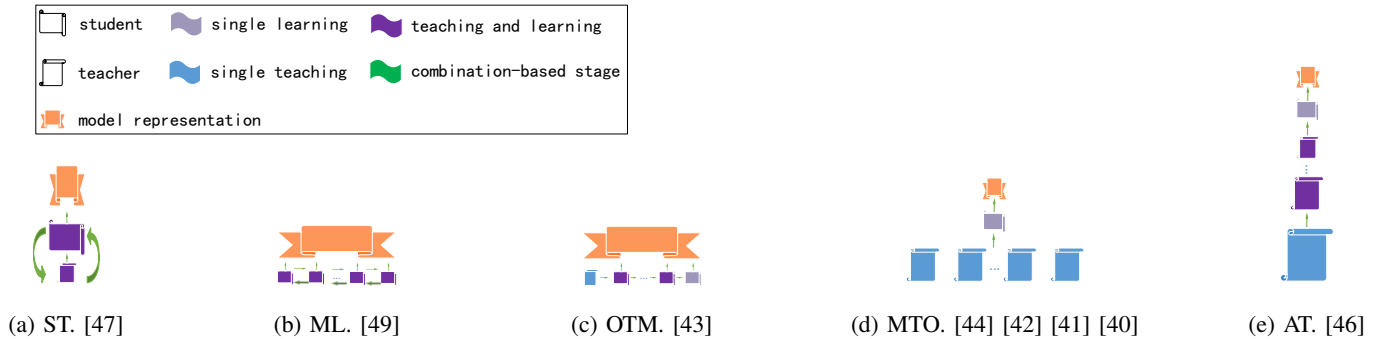 student single learning teaching and learning
teacher single teaching combination-based stage
model representation
(a) ST. [47] (b) ML. [49] (c) OTM. [43] (d) MTO. [44] [42] [41] [40] (e) AT. [46]